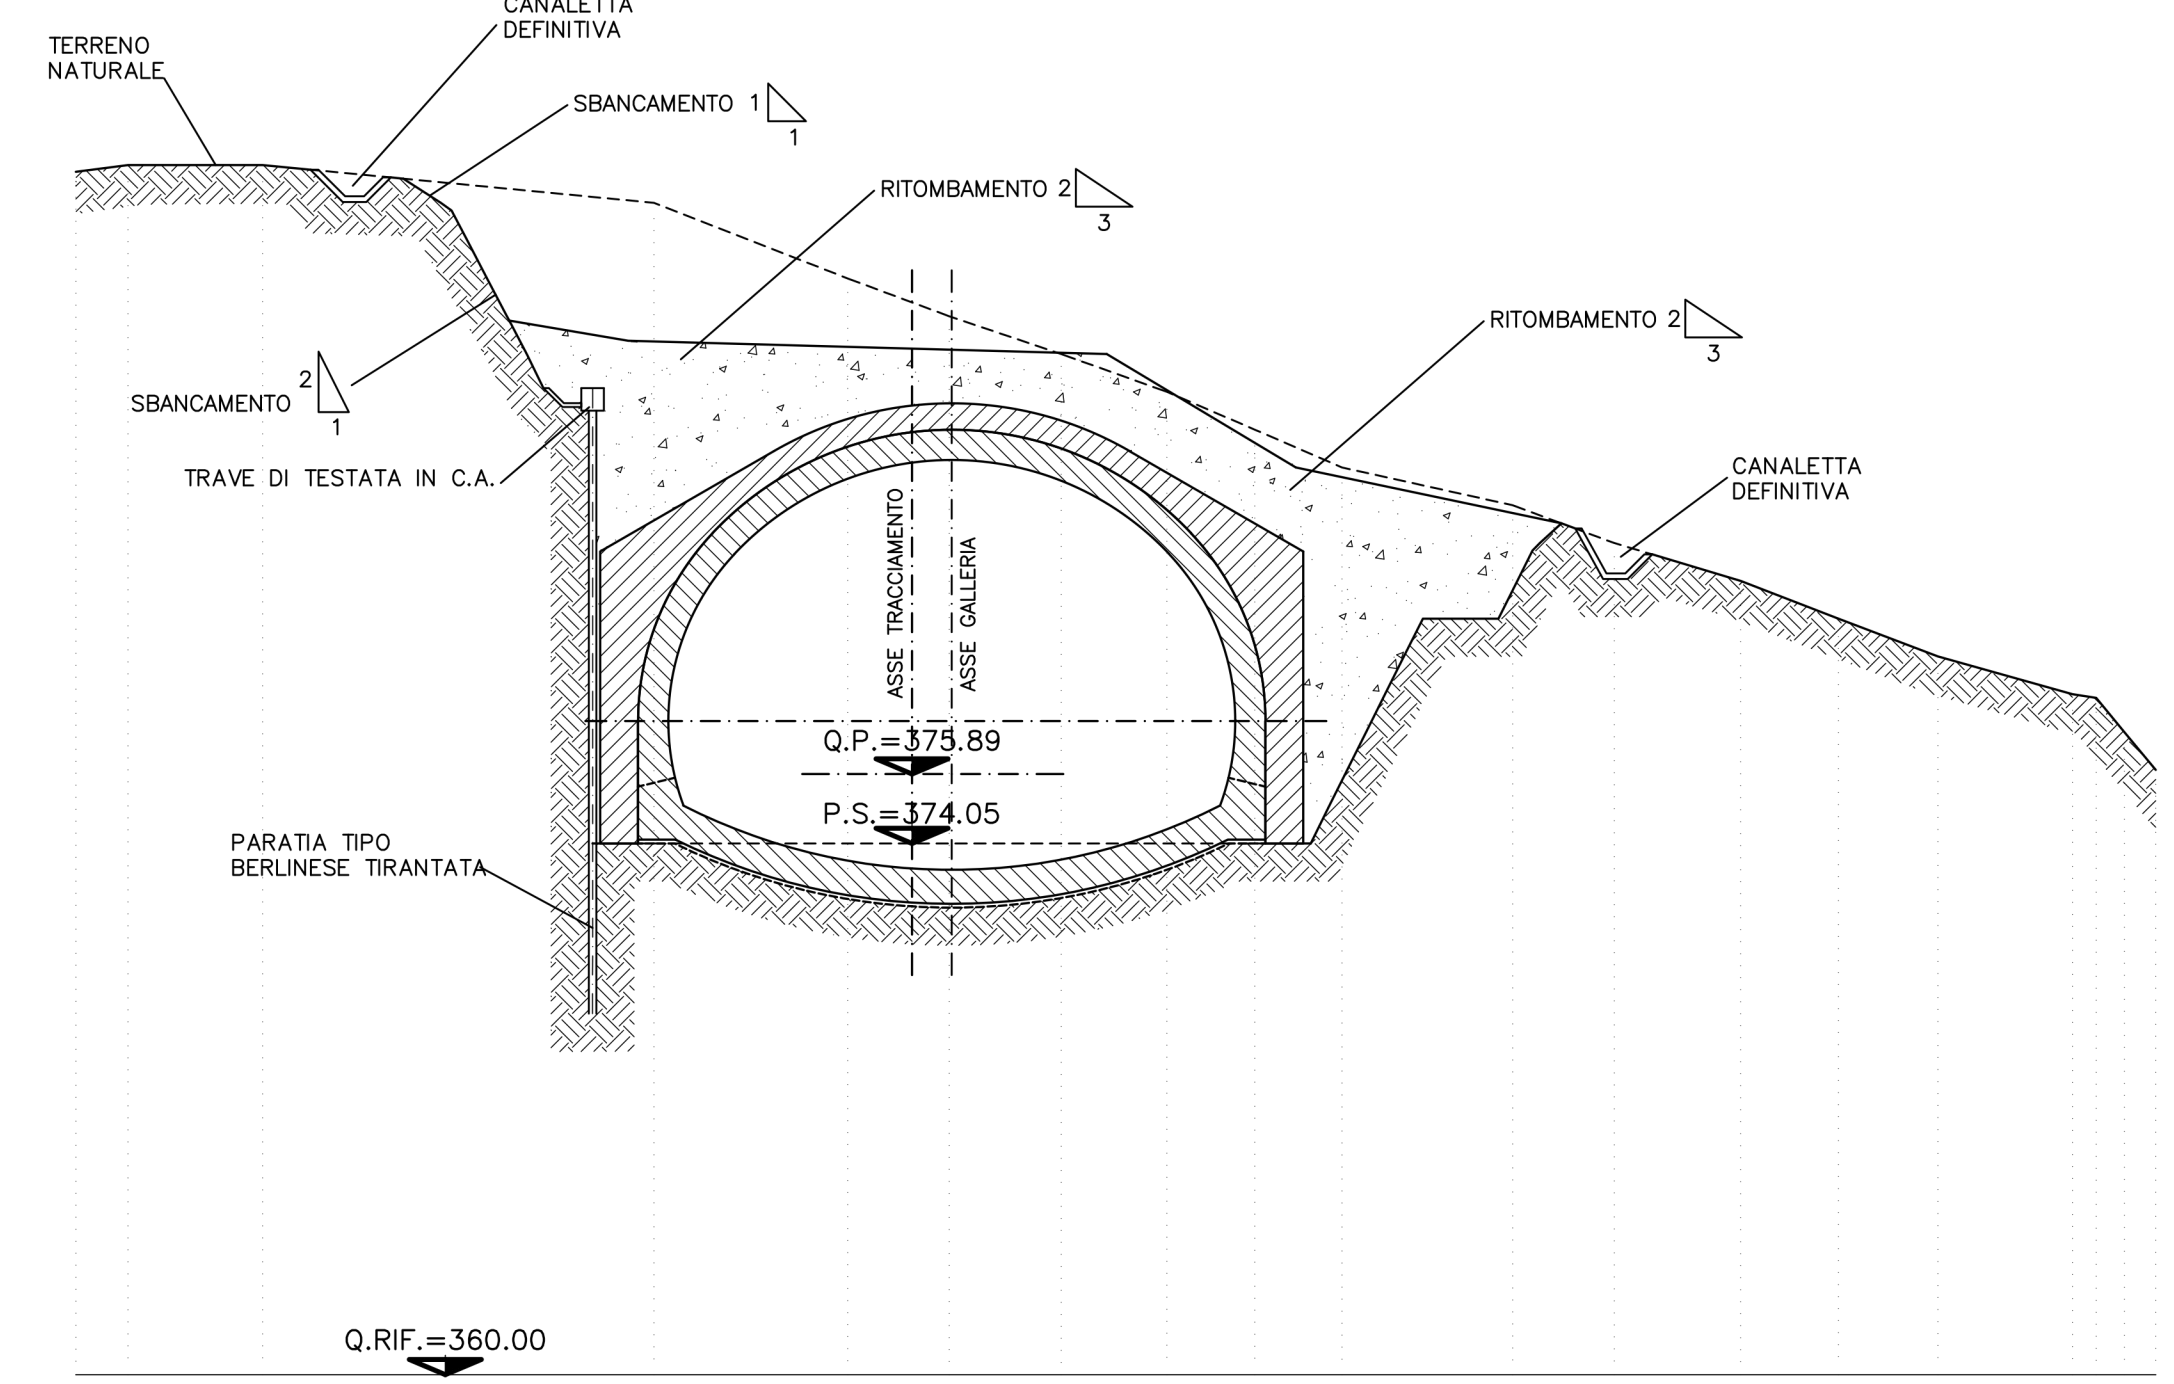 CANALETTA
DEFINITIVA
TERRENO
NATURALE
SBANCAMENTO 1
1
RITOMBAMENTO 2
3
RITOMBAMENTO 2
3
2
SBANCAMENTO
1
TRAVE DI TESTATA IN C.A.
CANALETTA
DEFINITIVA
ASSE TRACCIAMENTO
ASSE GALLERIA
Q.P.=375.89
P.S.=374.05
PARATIA TIPO
BERLINESE TIRANTATA
Q.RIF.=360.00